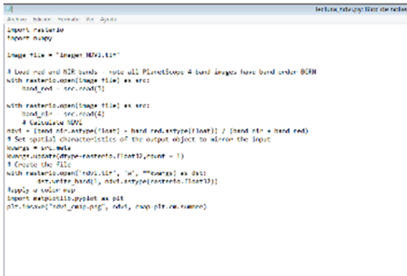 lectura_ndvi.py: Bloc de notas
Archivo Edición Formato Ver Ayuda
import rasterio
import numpy
image_file = "imagen_NDVI.tif"
# Load red and NIR bands - note all PlanetScope 4-band images have band order BGRN
with rasterio.open(image_file) as src:
band_red = src.read(3)
with rasterio.open(image_file) as src:
band_nir = src.read(4)
# Calculate NDVI
ndvi = (band_nir.astype(float) - band_red.astype(float)) / (band_nir + band_red)
# Set spatial characteristics of the output object to mirror the input
kwargs = src.meta
kwargs.update(dtype=rasterio.float32,count = 1)
# Create the file
with rasterio.open('ndvi.tif', 'w', **kwargs) as dst:
dst.write_band(1, ndvi.astype(rasterio.float32))
#apply a color map
import matplotlib.pyplot as plt
plt.imsave("ndvi_cmap.png", ndvi, cmap=plt.cm.summer)